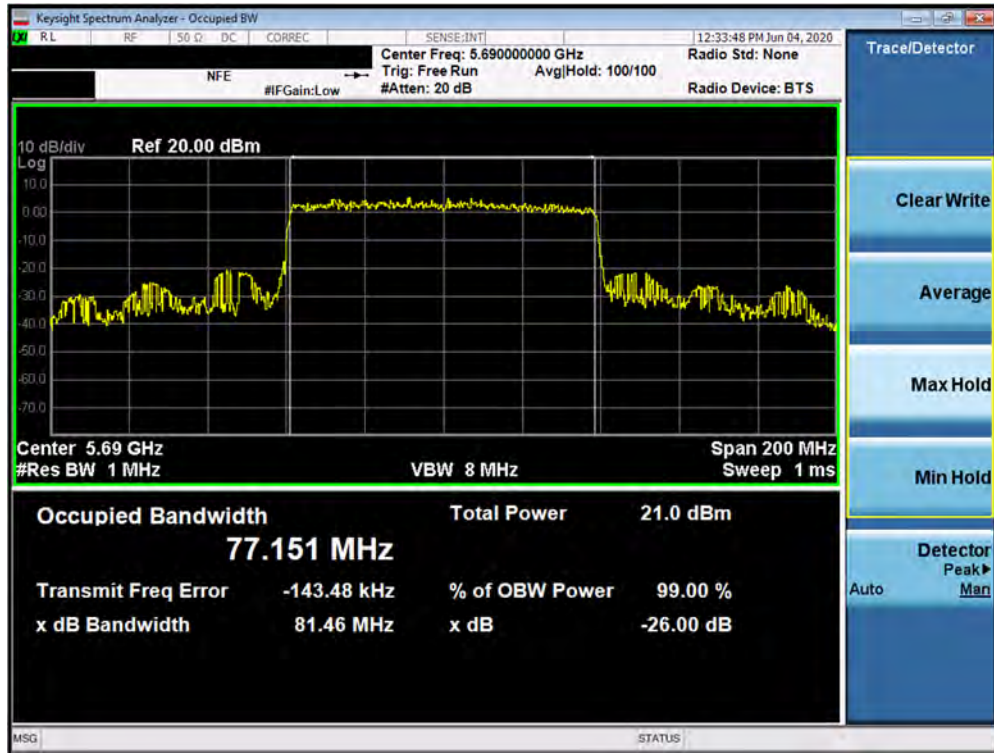 Keysight Spectrum Analyzer - Occupied BW
LXI RL RF 50 Ω DC CORREC SENSE:INT 12:33:48 PM Jun 04, 2020
Center Freq: 5.690000000 GHz Radio Std: None
NFE Trig: Free Run Avg|Hold: 100/100
#IFGain:Low #Atten: 20 dB Radio Device: BTS
10 dB/div Ref 20.00 dBm
Log
10.0
0.00
-10.0
-20.0
-30.0
-40.0
-50.0
-60.0
-70.0
Center 5.69 GHz Span 200 MHz
#Res BW 1 MHz VBW 8 MHz Sweep 1 ms
Occupied Bandwidth Total Power 21.0 dBm
77.151 MHz
Transmit Freq Error -143.48 kHz % of OBW Power 99.00 %
x dB Bandwidth 81.46 MHz x dB -26.00 dB
MSG STATUS
Trace/Detector
Clear Write
Average
Max Hold
Min Hold
Detector
Peak▶
Auto Man